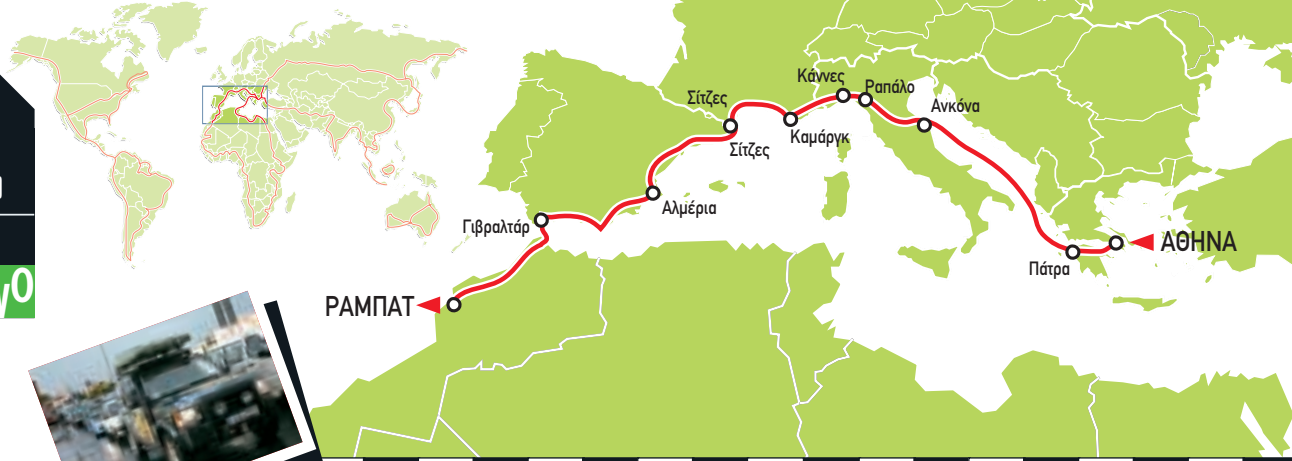 Κάννες
Ραπάλο
Σίτζες
Ανκόνα
Καμάργκ
Σίτζες
Αλμέρια
Γιβραλτάρ
ΑΘΗΝΑ
Πάτρα
ΡΑΜΠΑΤ